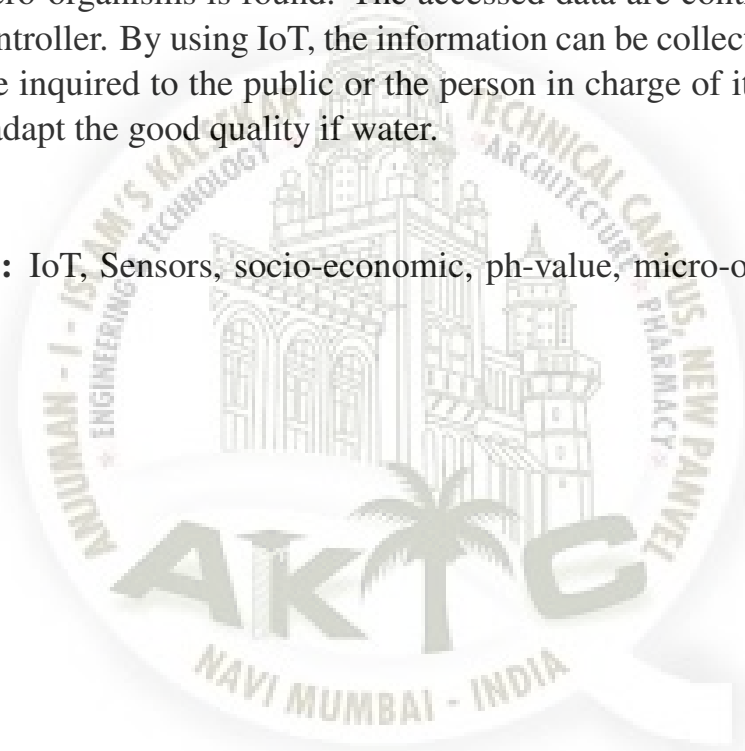 cro-organisms is found. The accessed data are cont
ntroller. By using IoT, the information can be collec
e inquired to the public or the person in charge of it
adapt the good quality if water.
: IoT, Sensors, socio-economic, ph-value, micro-o
ANJUMAN - I - ISLAM'S KALSEKAR TECHNICAL CAMPUS, NEW PANVEL
ENGINEERING TECHNOLOGY * * ARCHITECTURE * PHARMACY *
AKTC
NAVI MUMBAI - INDIA